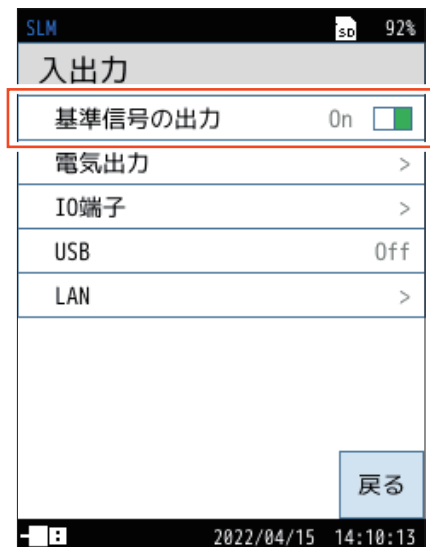 SLM SD 92%
入出力
基準信号の出力 On
電気出力 >
IO端子 >
USB Off
LAN >
戻る
2022/04/15 14:10:13